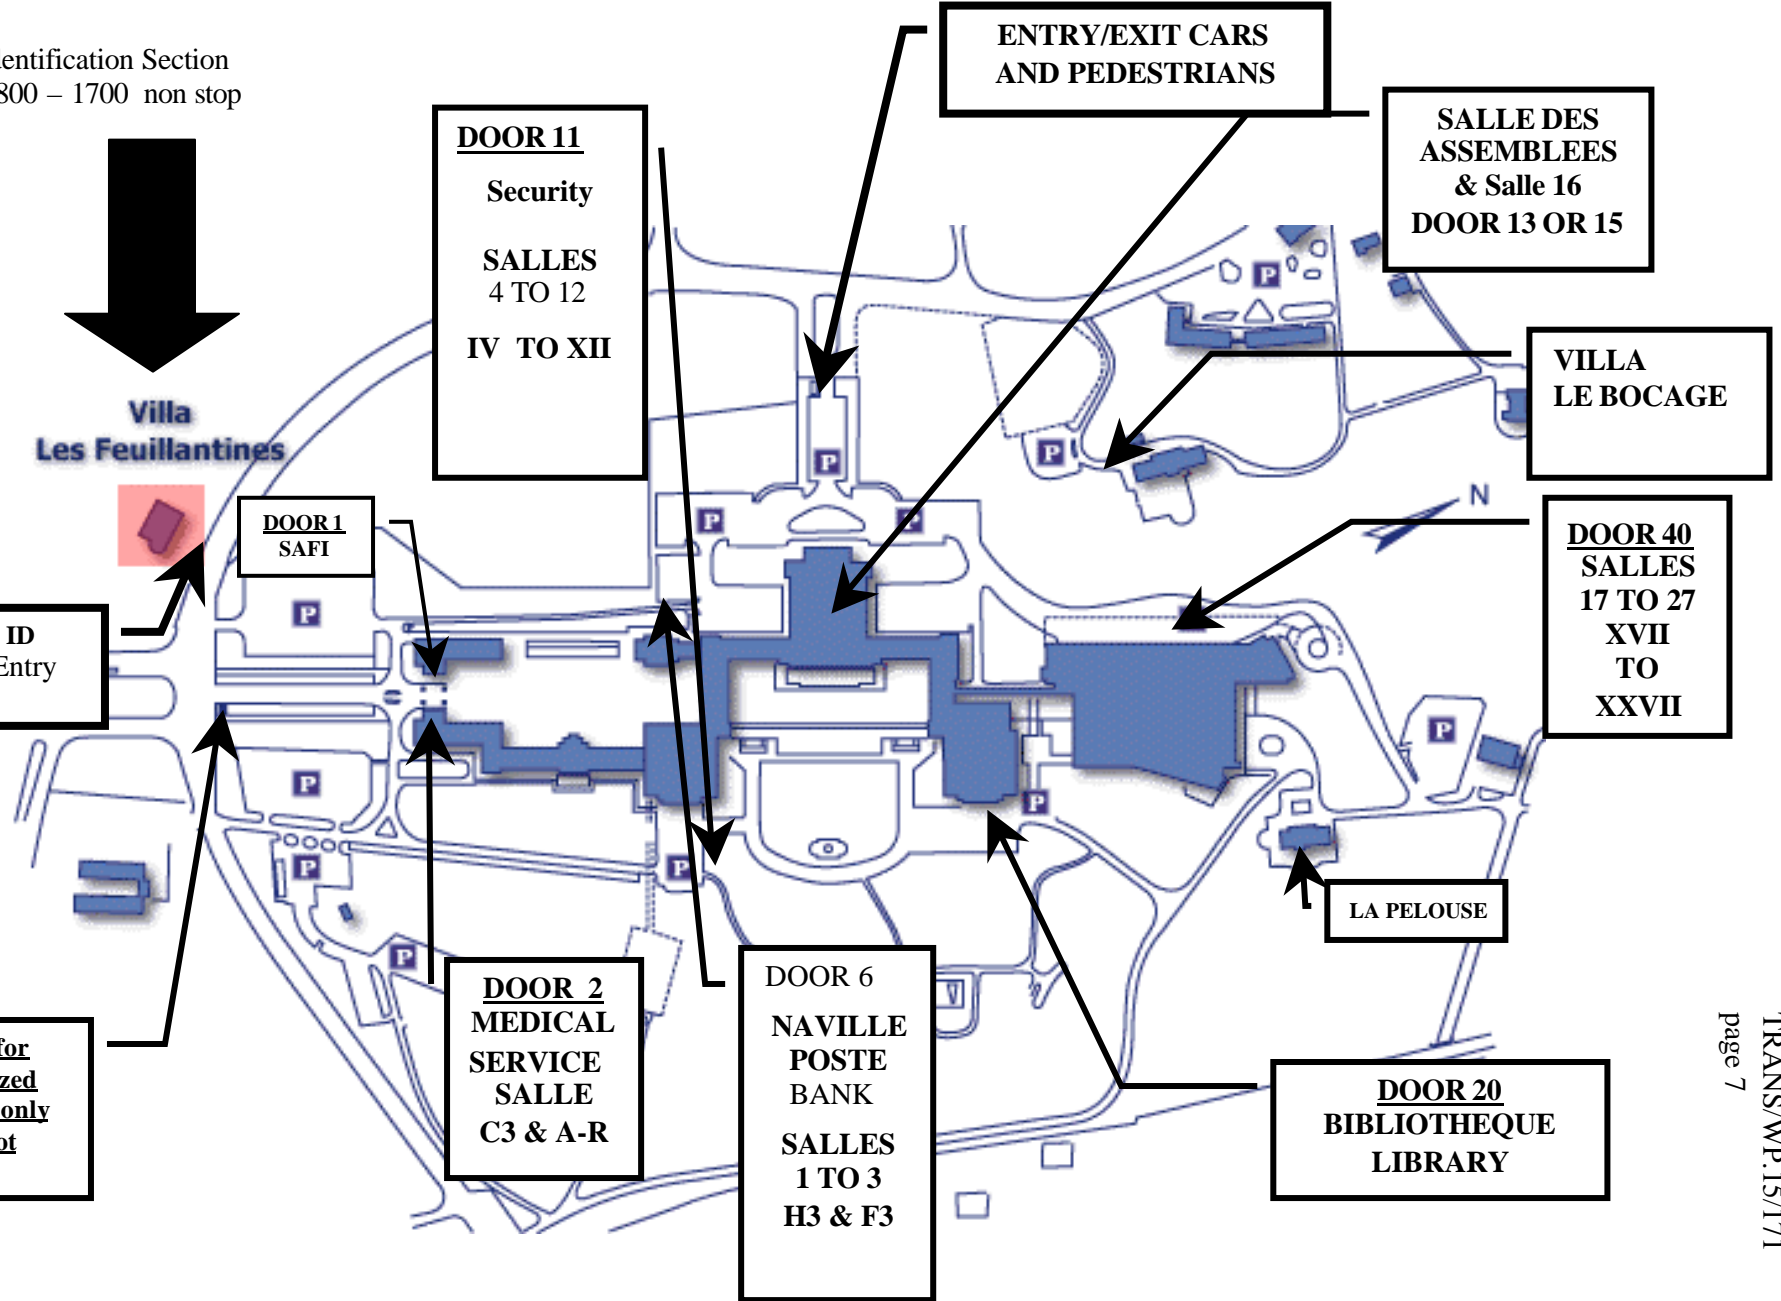 dentification Section
800 – 1700 non stop
Villa
Les Feuillantines
DOOR 11
Security
SALLES
4 TO 12
IV TO XII
ENTRY/EXIT CARS
AND PEDESTRIANS
SALLE DES
ASSEMBLEES
& Salle 16
DOOR 13 OR 15
VILLA
LE BOCAGE
N
DOOR 1
SAFI
DOOR 40
SALLES
17 TO 27
XVII
TO
XXVII
ID
Entry
P
P
P
P
P
P
P
P
P
P
P
P
LA PELOUSE
for
zed
only
ot
DOOR 2
MEDICAL
SERVICE
SALLE
C3 & A-R
DOOR 6
NAVILLE
POSTE
BANK
SALLES
1 TO 3
H3 & F3
DOOR 20
BIBLIOTHEQUE
LIBRARY
TRANS/WP.15/171
page 7